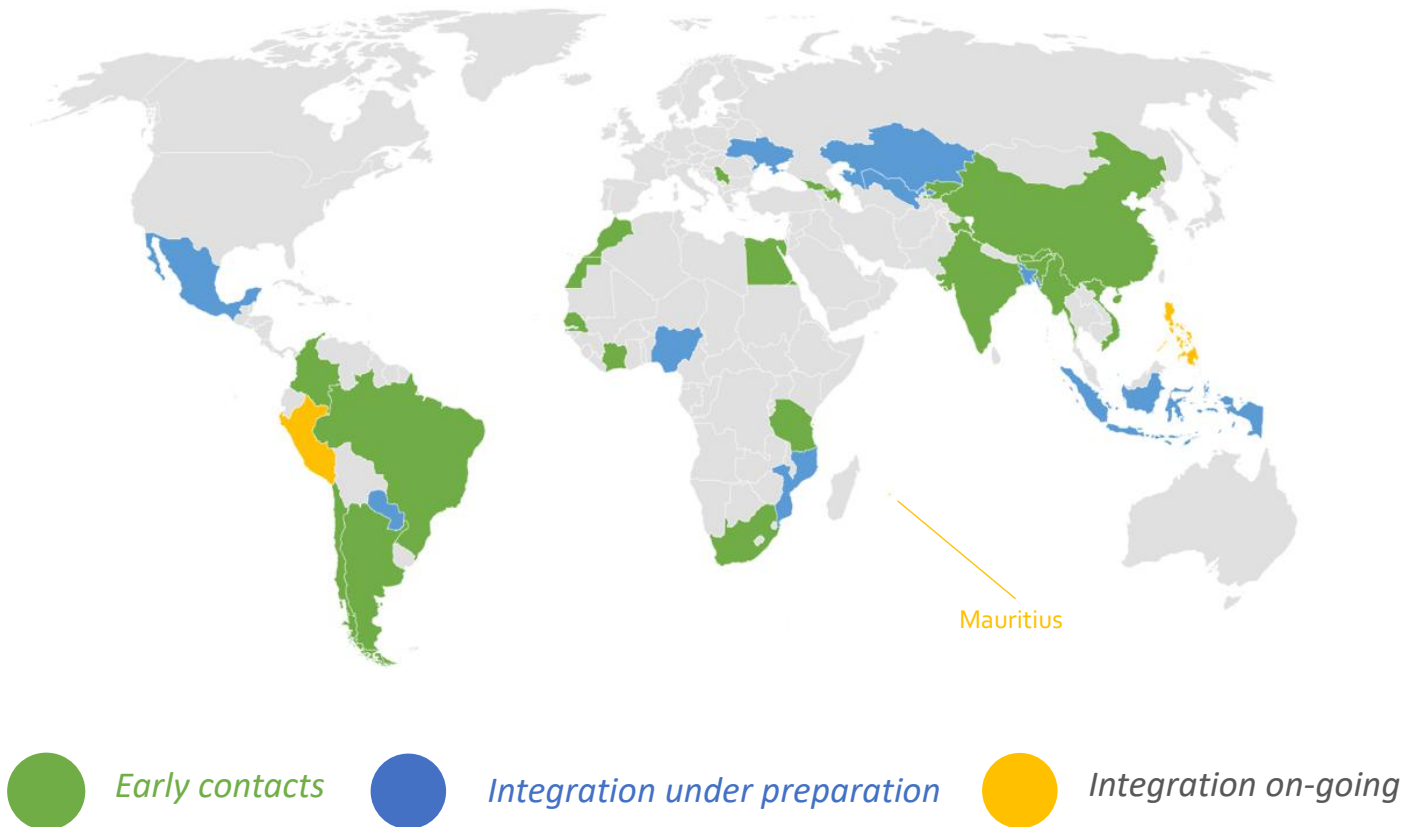 Mauritius
Early contacts
Integration under preparation
Integration on-going